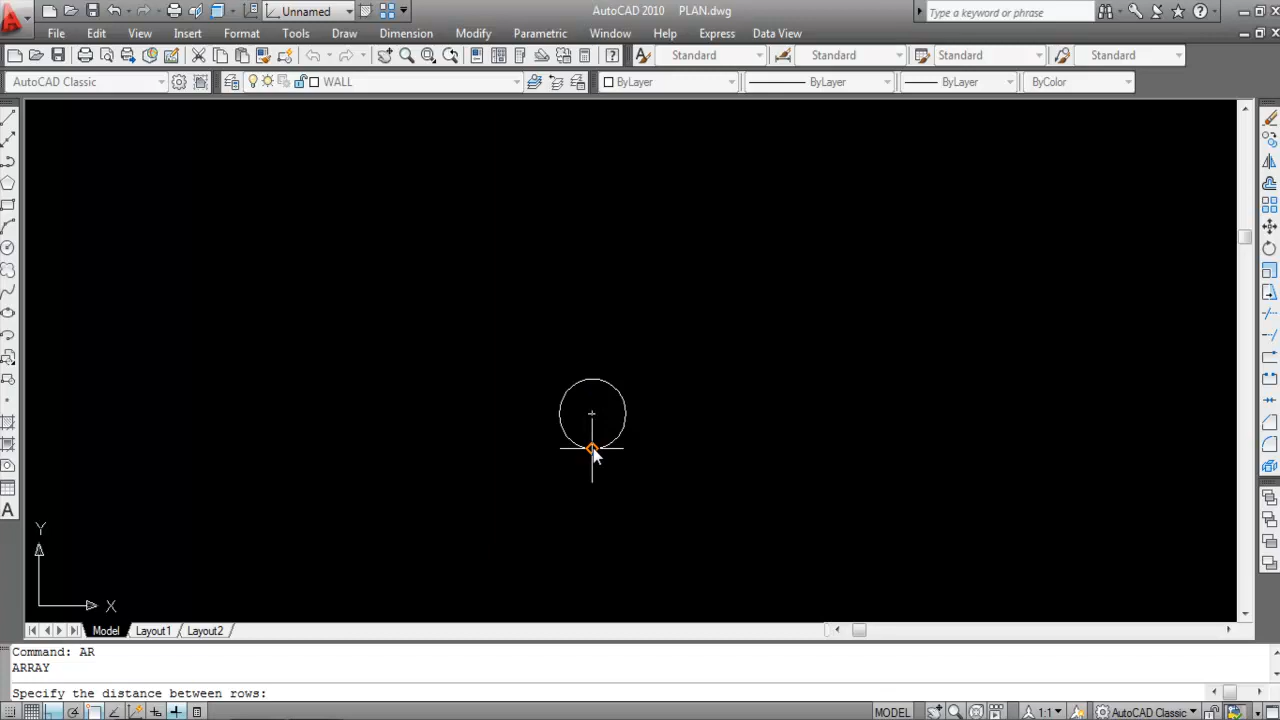 Unnamed AutoCAD 2010 PLAN.dwg Type a keyword or phrase
File Edit View Insert Format Tools Draw Dimension Modify Parametric Window Help Express Data View
Standard Standard Standard Standard
AutoCAD Classic WALL ByLayer ByLayer ByLayer ByColor
Y
X
Model Layout1 Layout2
Command: AR
ARRAY
Specify the distance between rows:
MODEL 1:1 AutoCAD Classic